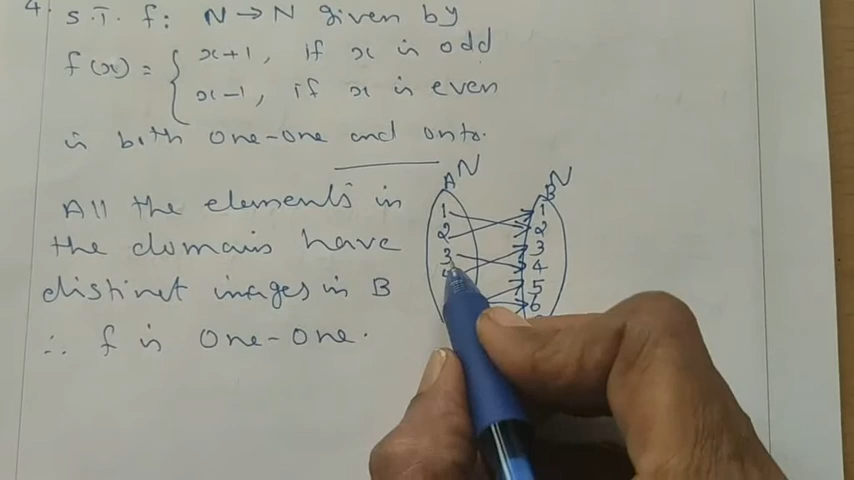 4. S.T. f: N → N given by
f(x) = { x+1, if x is odd
x-1, if x is even
is both one-one and onto.
All the elements in
the domain have
distinct images in B
∴ f is one-one.
A N
B N
1 1
2 2
3 3
4 4
5
6